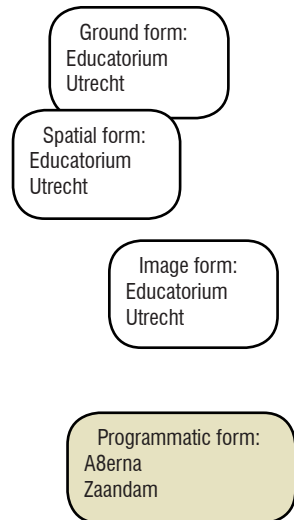 Ground form:
Educatorium
Utrecht
Spatial form:
Educatorium
Utrecht
Image form:
Educatorium
Utrecht
Programmatic form:
A8erna
Zaandam